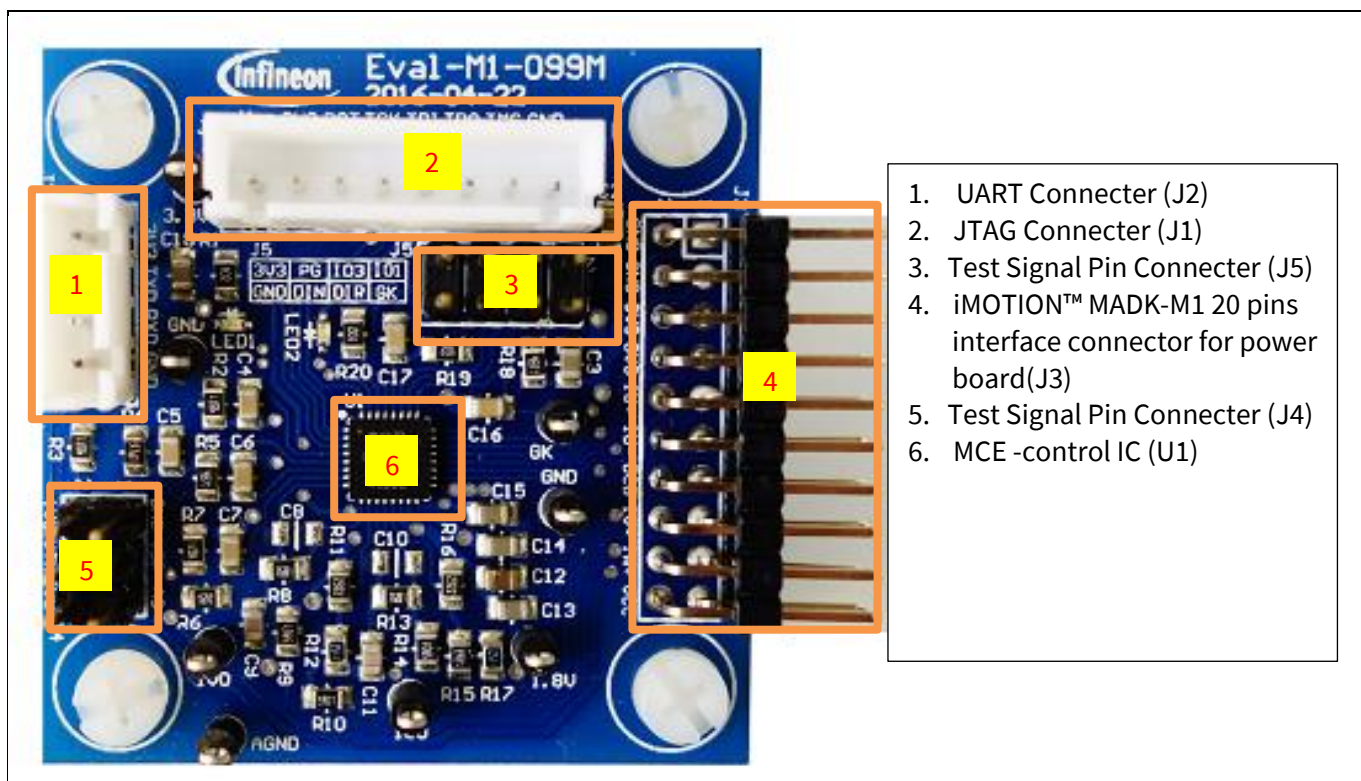 Infineon
Eval-M1-099M
2016-04-22
2
1
3
4
6
5
3V3 PG IO3 IO1
GND DIN DIR GK
J5
J5
GND
LED1
LED2
R20
C17
R19
R18
C3
C16
GK
GND
R2
C4
R3
C5
R5
C6
R7
C7
C8
R11
C10
R16
C15
C14
C12
C13
R6
R8
R13
C9
R9
R12
R14
R15
R17
1.8V
R10
C11
AGND
1. UART Connecter (J2)
2. JTAG Connecter (J1)
3. Test Signal Pin Connecter (J5)
4. iMOTION™ MADK-M1 20 pins
interface connector for power
board(J3)
5. Test Signal Pin Connecter (J4)
6. MCE -control IC (U1)